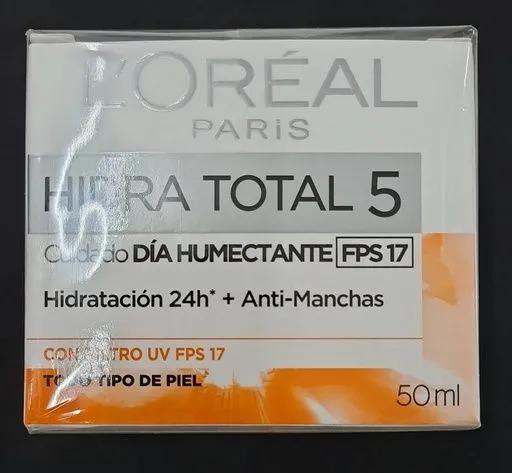 L'ORÉAL
PARIS
HIDRA TOTAL 5
Cuidado DÍA HUMECTANTE FPS 17
Hidratación 24h* + Anti-Manchas
CON FILTRO UV FPS 17
TODO TIPO DE PIEL
50 ml